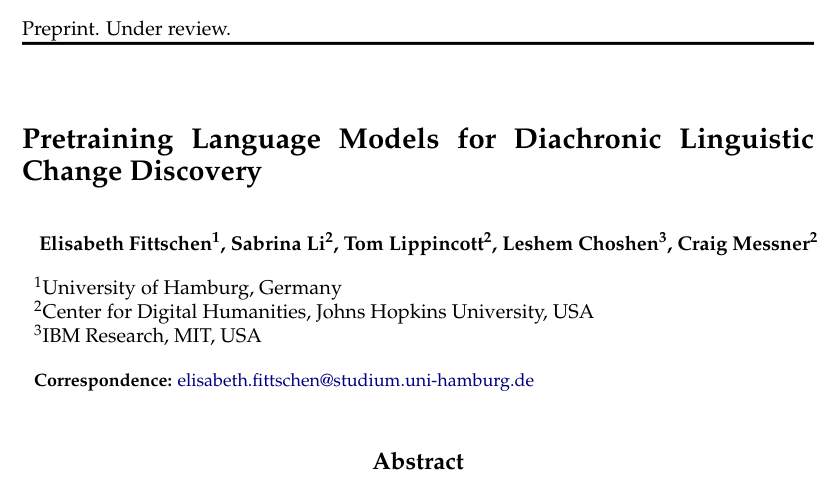 Preprint. Under review.
Pretraining Language Models for Diachronic Linguistic
Change Discovery
Elisabeth Fittschen1, Sabrina Li2, Tom Lippincott2, Leshem Choshen3, Craig Messner2
1University of Hamburg, Germany
2Center for Digital Humanities, Johns Hopkins University, USA
3IBM Research, MIT, USA
Correspondence: elisabeth.fittschen@studium.uni-hamburg.de
Abstract